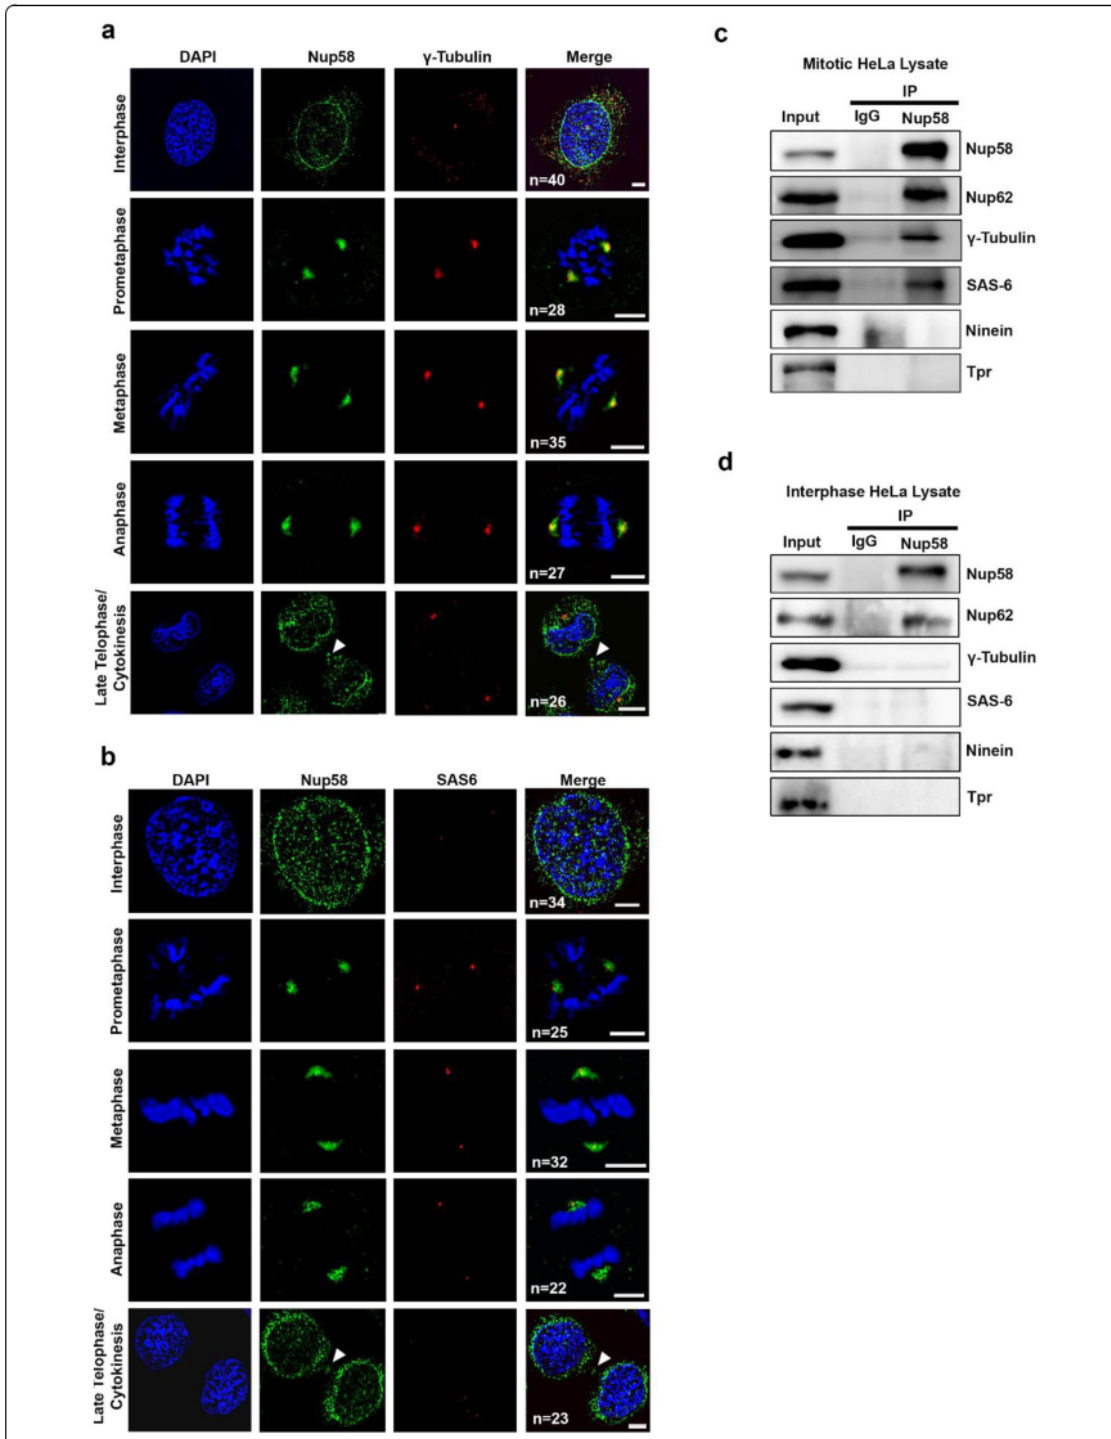 a
DAPI Nup58 γ-Tubulin Merge
Interphase
n=40
Prometaphase
n=28
Metaphase
n=35
Anaphase
n=27
Late Telophase/
Cytokinesis
n=26
b
DAPI Nup58 SAS6 Merge
Interphase
n=34
Prometaphase
n=25
Metaphase
n=32
Anaphase
n=22
Late Telophase/
Cytokinesis
n=23
c
Mitotic HeLa Lysate
IP
Input IgG Nup58
Nup58
Nup62
γ-Tubulin
SAS-6
Ninein
Tpr
d
Interphase HeLa Lysate
IP
Input IgG Nup58
Nup58
Nup62
γ-Tubulin
SAS-6
Ninein
Tpr